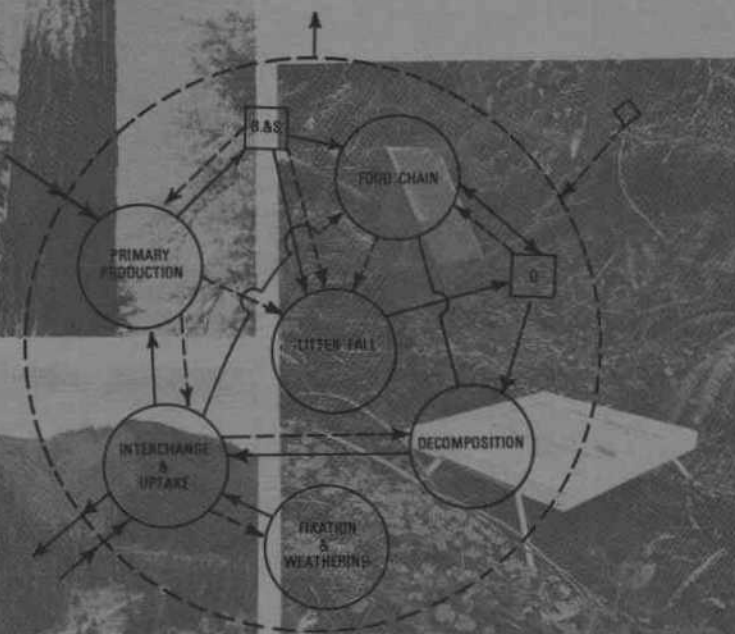 B & S
FOOD CHAIN
PRIMARY
PRODUCTION
LITTER FALL
DECOMPOSITION
INTERCHANGE
&
UPTAKE
FIXATION
&
WEATHERING